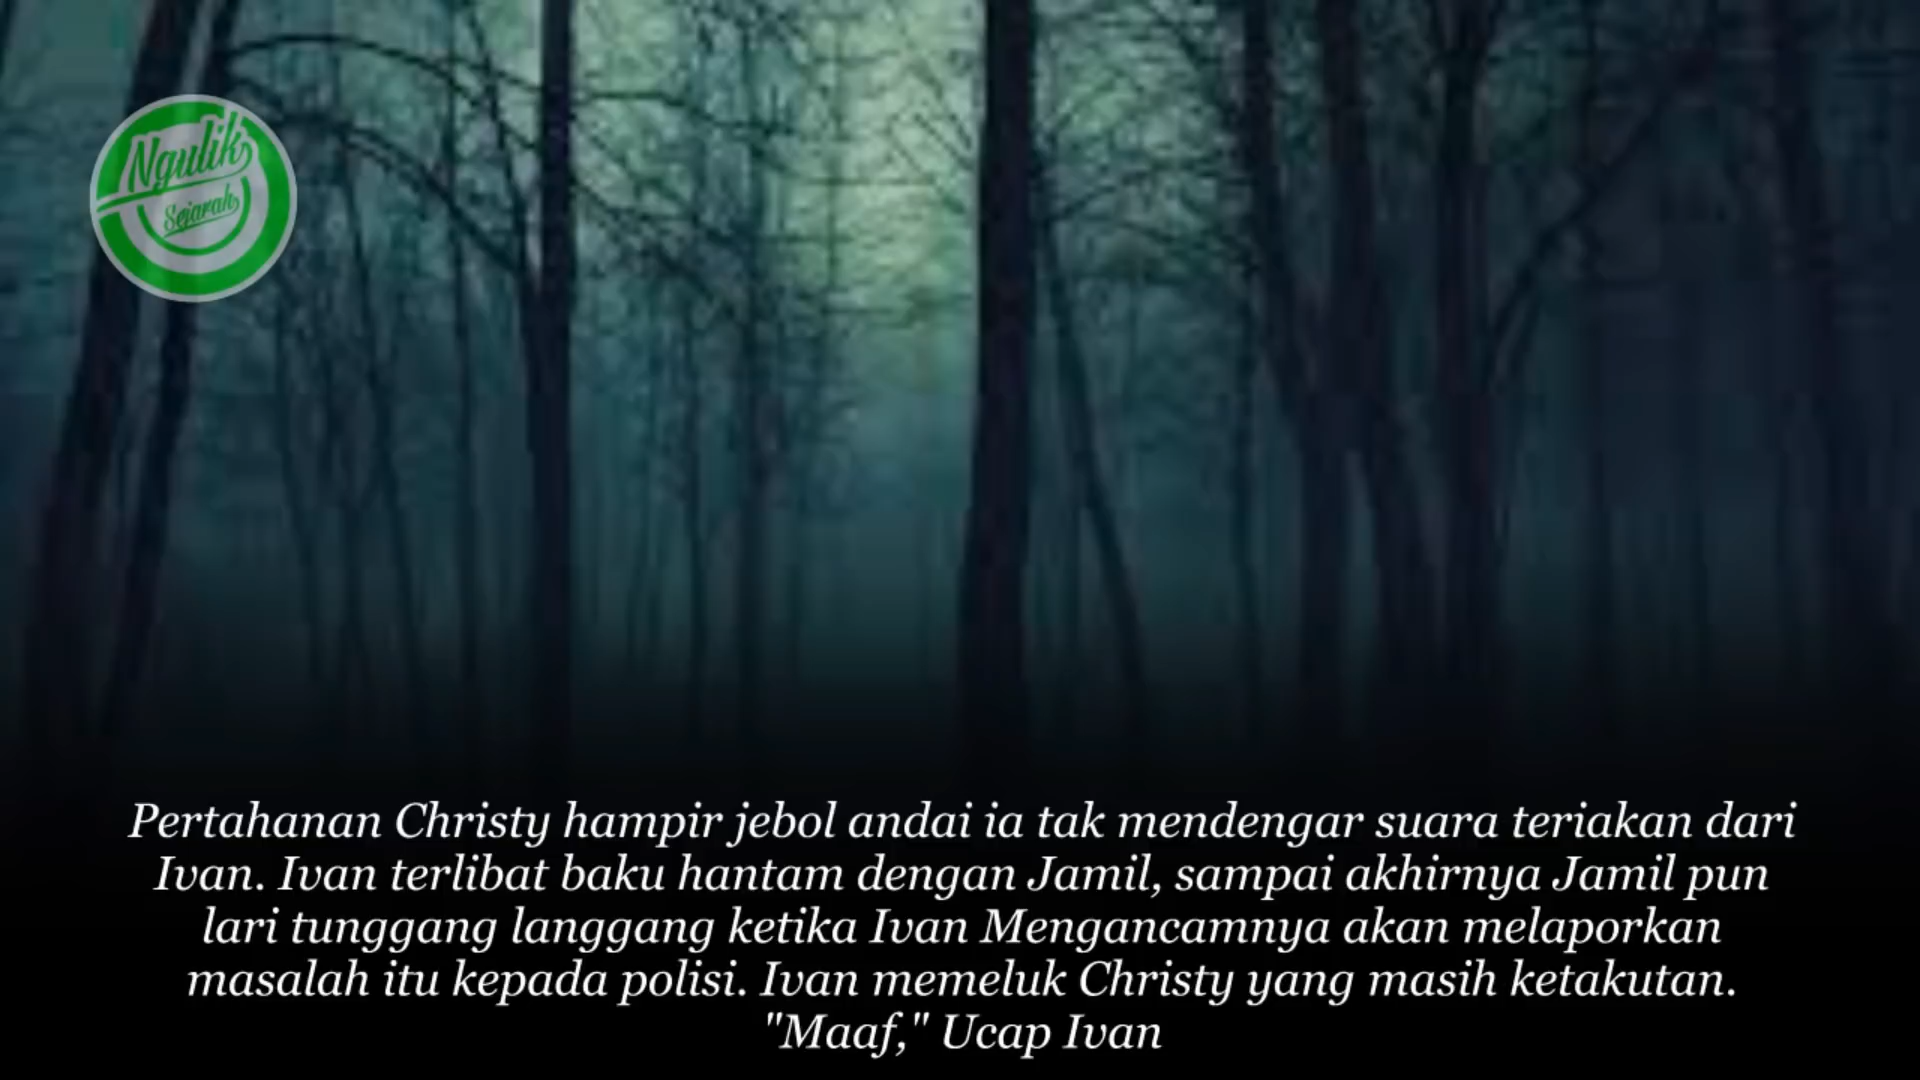 Ngulik
Sejarah
Pertahanan Christy hampir jebol andai ia tak mendengar suara teriakan dari
Ivan. Ivan terlibat baku hantam dengan Jamil, sampai akhirnya Jamil pun
lari tunggang langgang ketika Ivan Mengancamnya akan melaporkan
masalah itu kepada polisi. Ivan memeluk Christy yang masih ketakutan.
"Maaf," Ucap Ivan